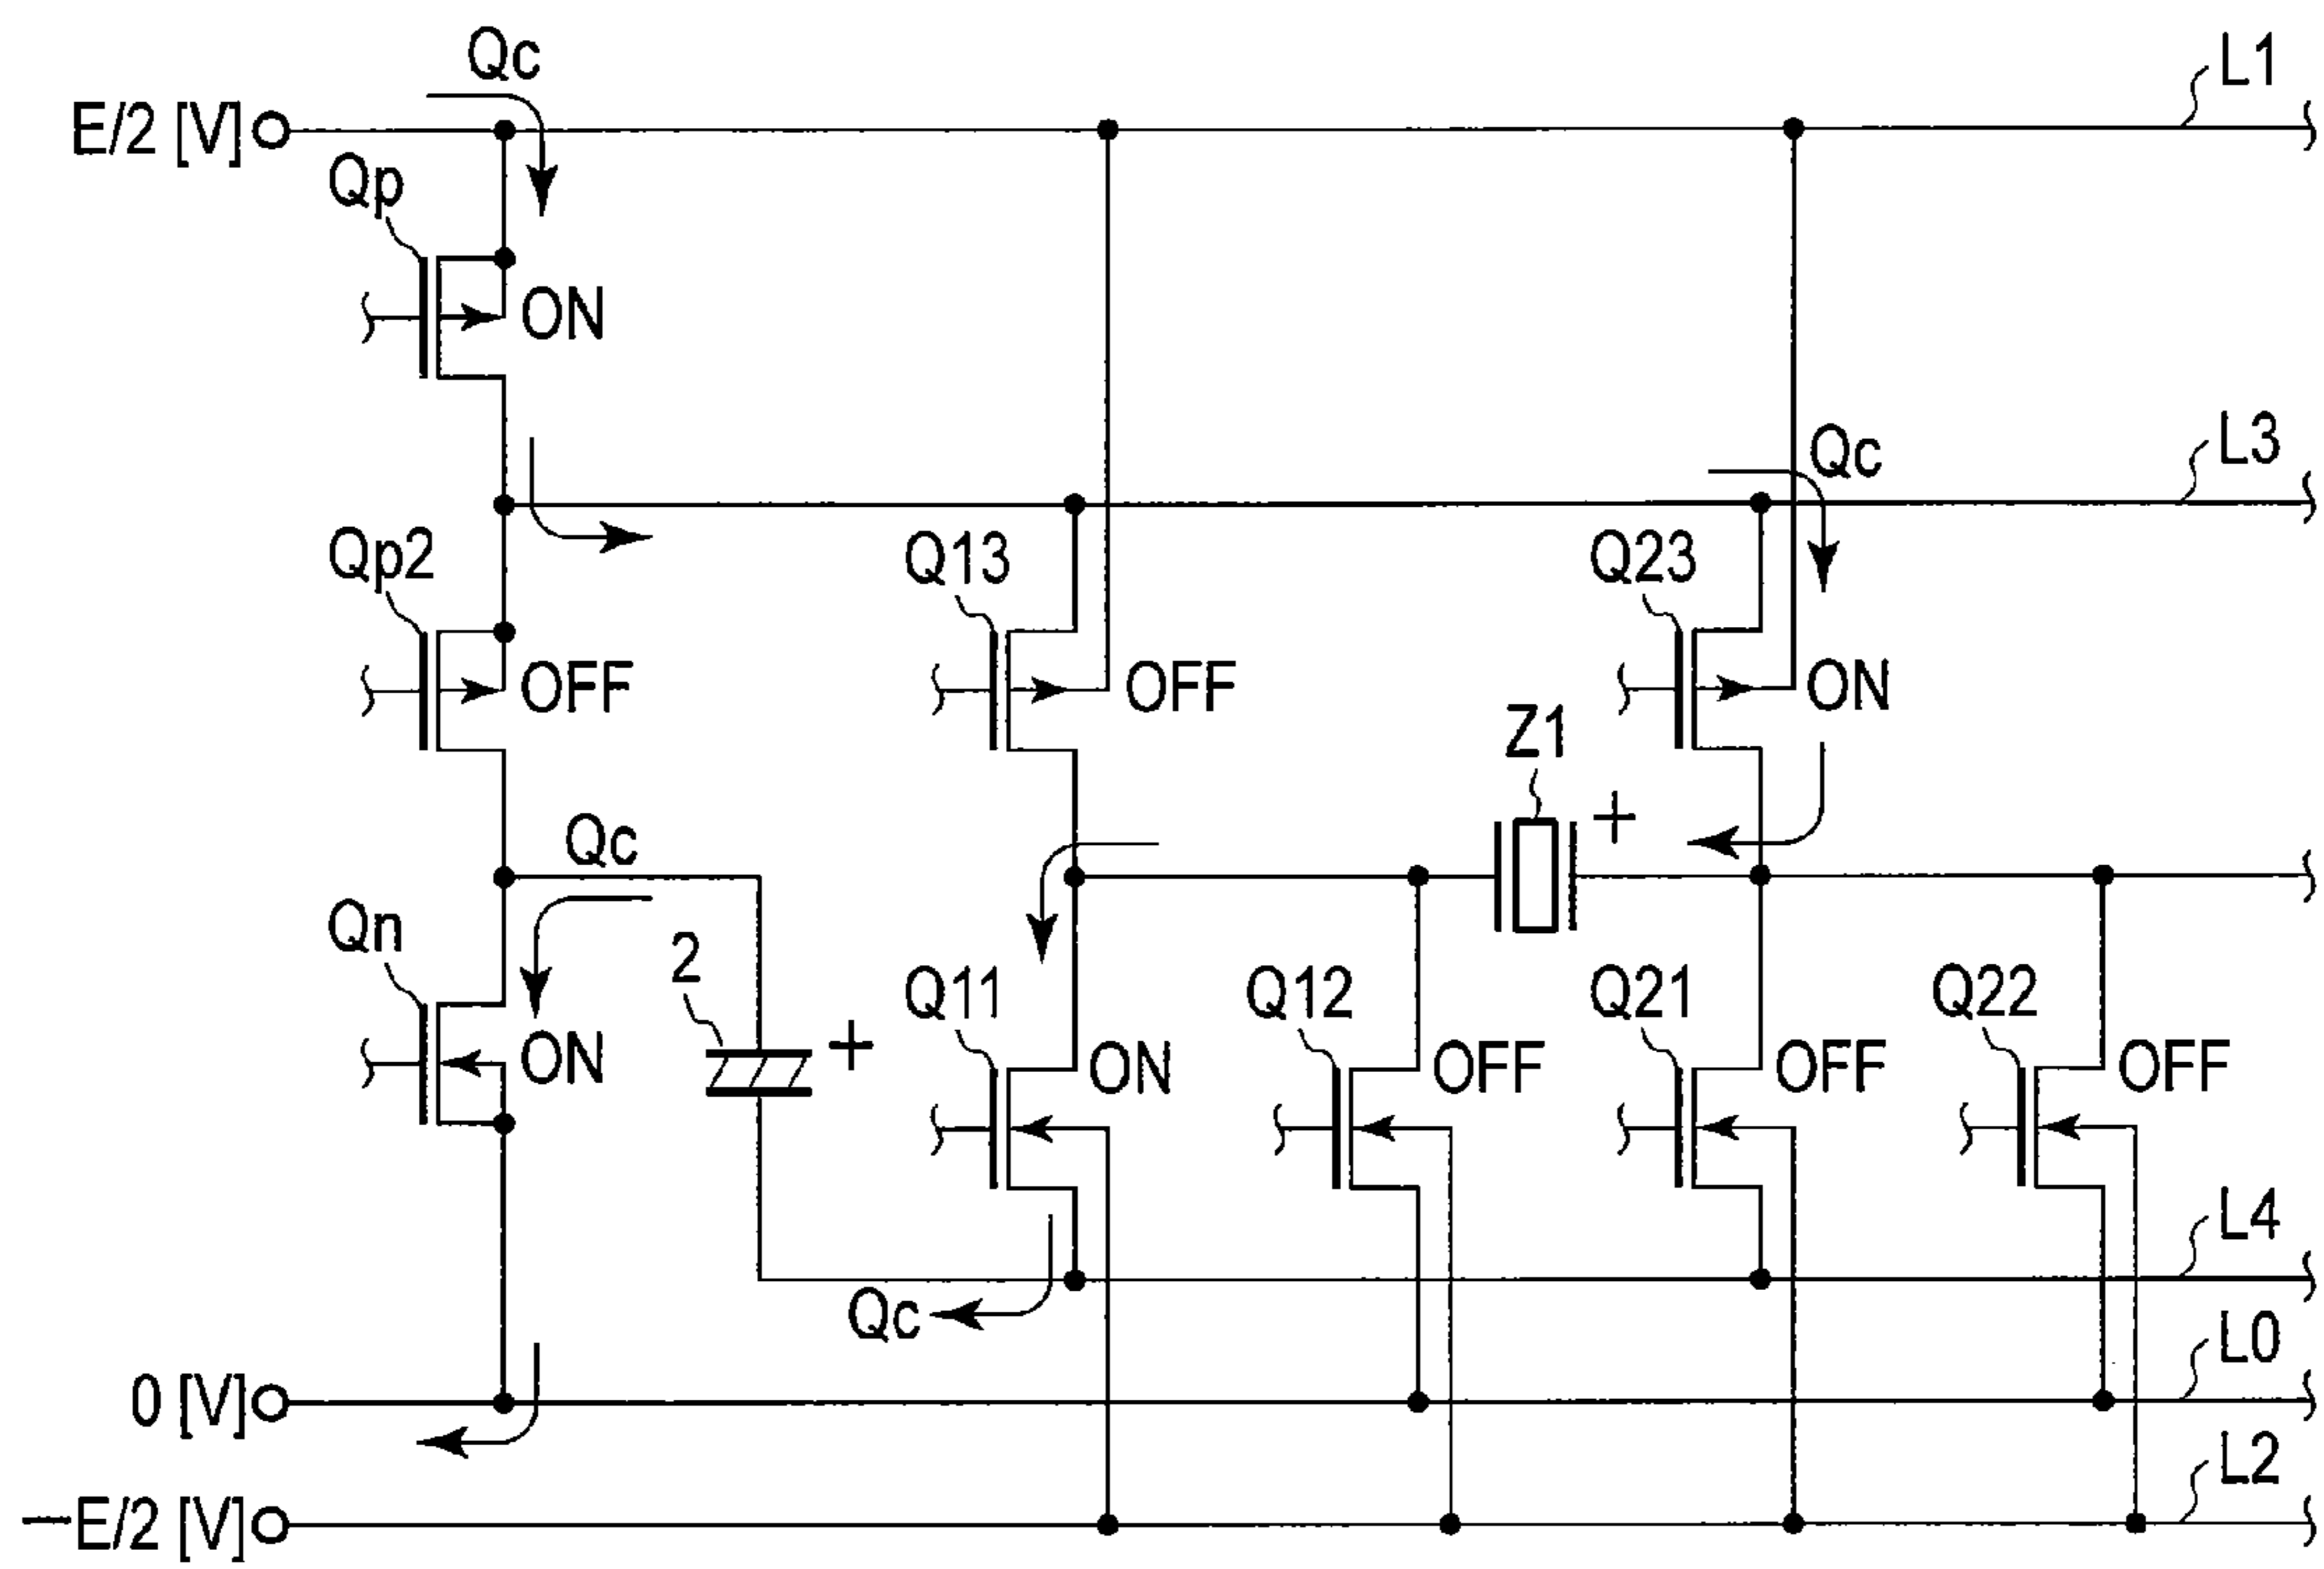 Qc
L1
E/2 [V]
Qp
ON
L3
Qc
Qp2
Q13
Q23
OFF
OFF
ON
Z1
+
Qc
Qn
2
Q11
Q12
Q21
Q22
ON
+
ON
OFF
OFF
OFF
L4
Qc
L0
0 [V]
L2
−E/2 [V]